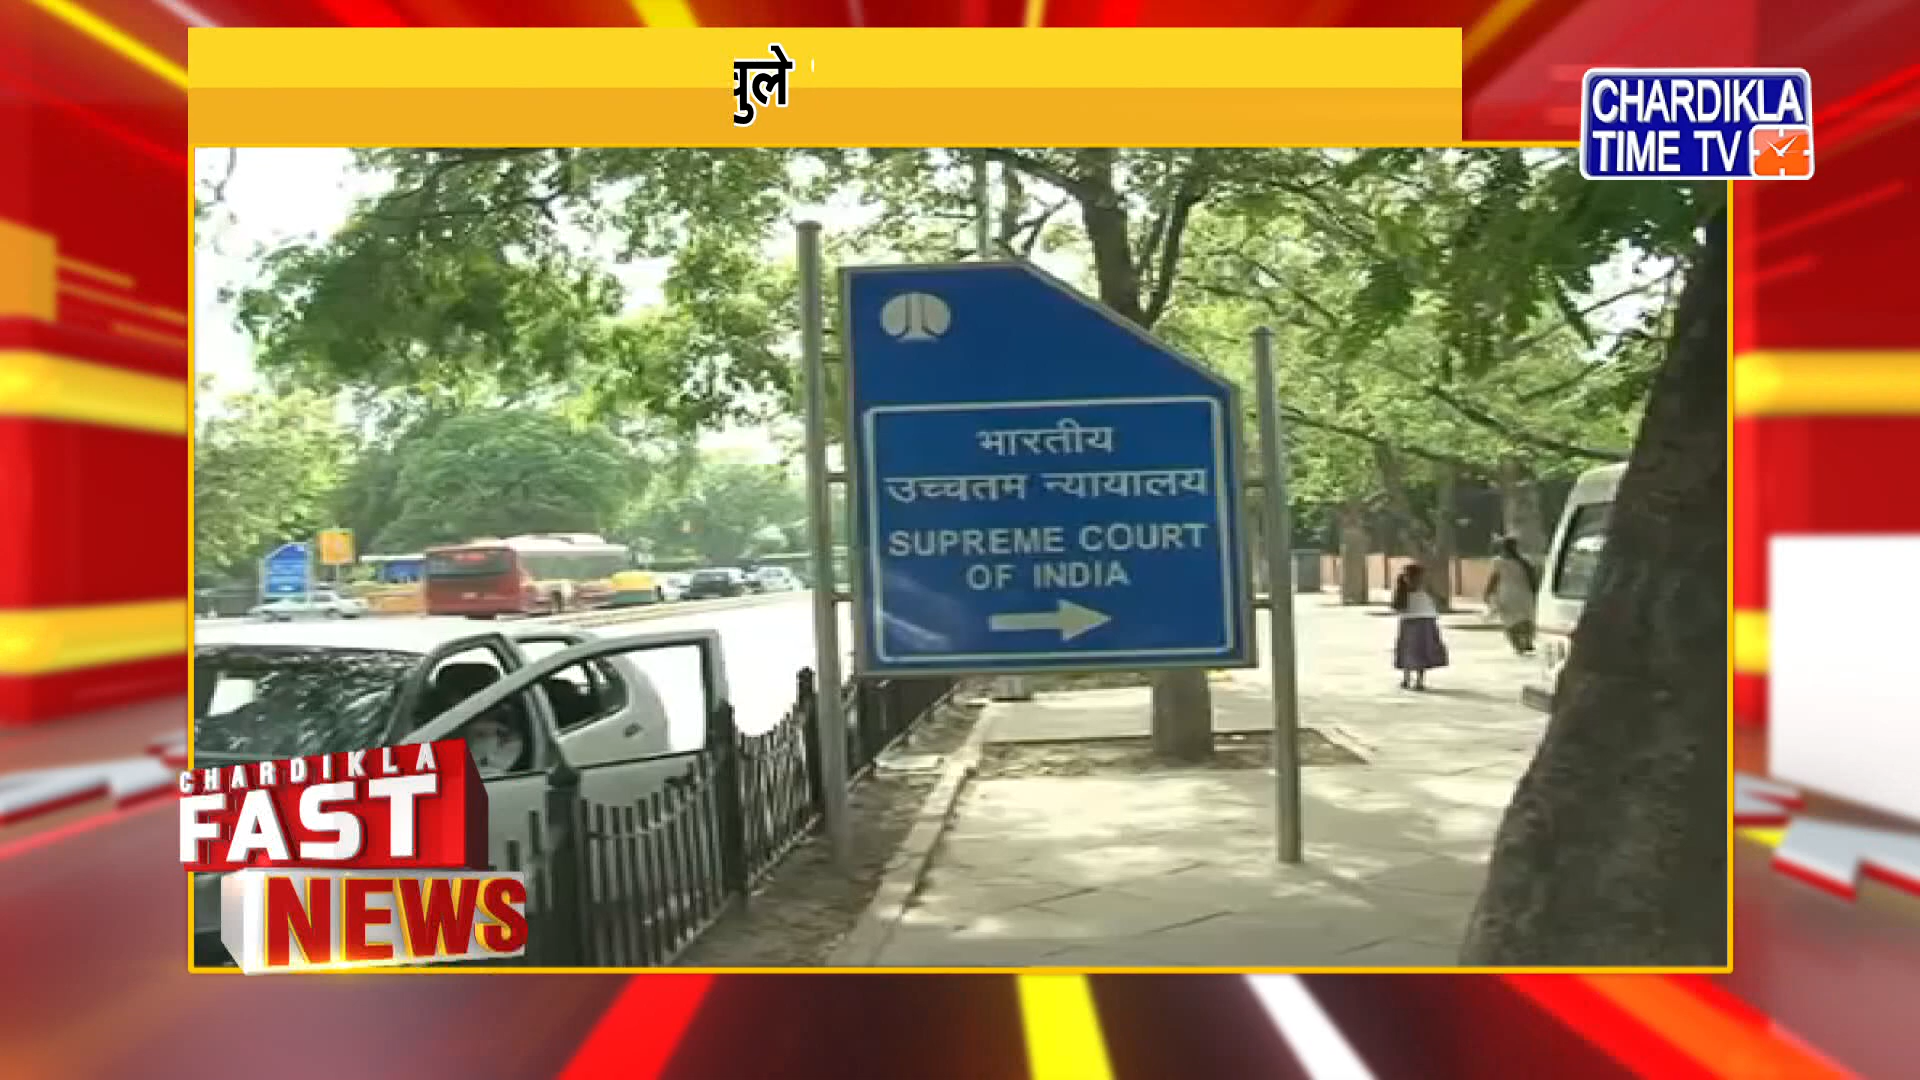 CHARDIKLA
TIME TV
भारतीय
उच्चतम न्यायालय
SUPREME COURT
OF INDIA
CHARDIKLA
FAST
NEWS